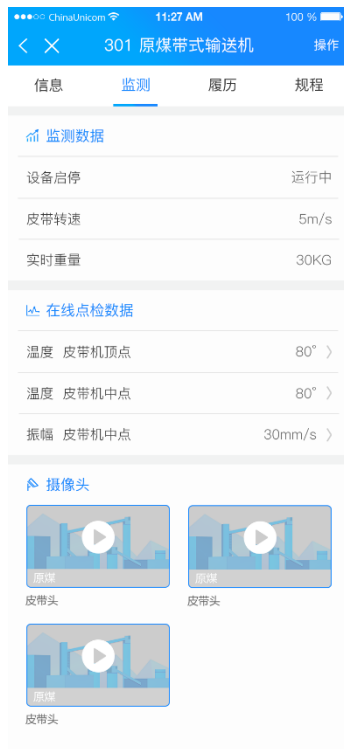 ChinaUnicom 11:27 AM 100 %
301 原煤带式输送机 操作
信息 监测 履历 规程
监测数据
设备启停 运行中
皮带转速 5m/s
实时重量 30KG
在线点检数据
温度 皮带机顶点 80°
温度 皮带机中点 80°
振幅 皮带机中点 30mm/s
摄像头
原煤 原煤
皮带头 皮带头
原煤
皮带头